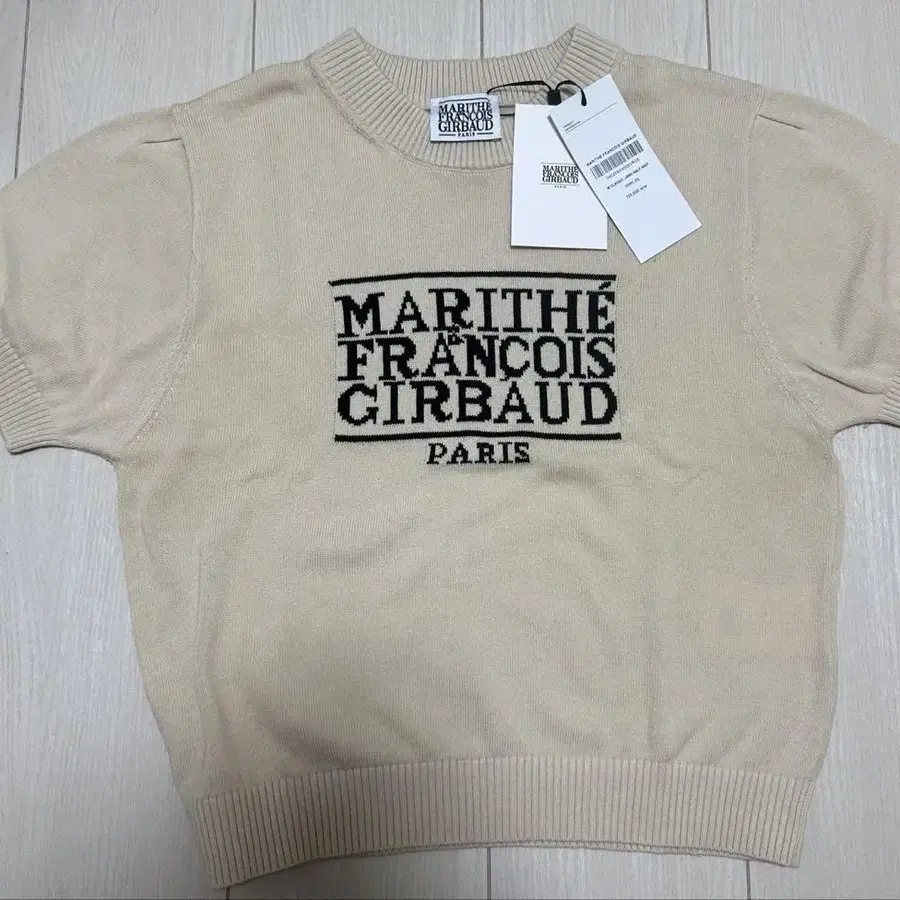 MARITHÉ
FRANÇOIS
GIRBAUD
PARIS
MARITHÉ
FRANÇOIS
GIRBAUD
PARIS
MARITHE FRANCOIS GIRBAUD
MARITHÉ
&
FRANÇOIS
GIRBAUD
PARIS